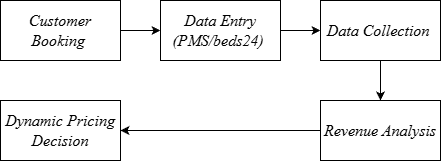 Customer
Booking
Data Entry
(PMS/beds24)
Data Collection
Revenue Analysis
Dynamic Pricing
Decision